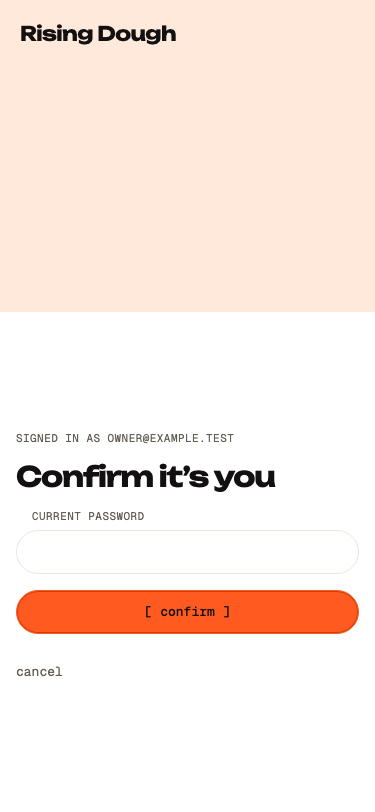 Rising Dough
SIGNED IN AS OWNER@EXAMPLE.TEST
Confirm it’s you
CURRENT PASSWORD
[ confirm ]
cancel